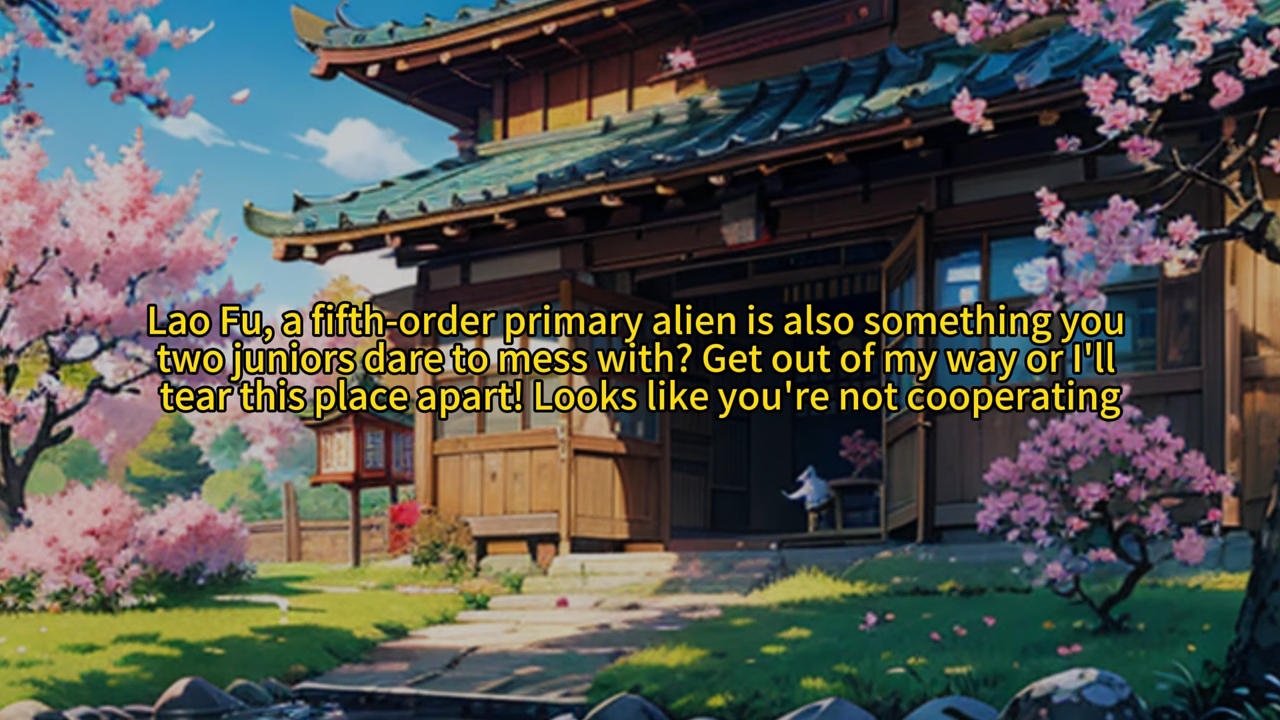 Lao Fu, a fifth-order primary alien is also something you
two juniors dare to mess with? Get out of my way or I'll
tear this place apart! Looks like you're not cooperating